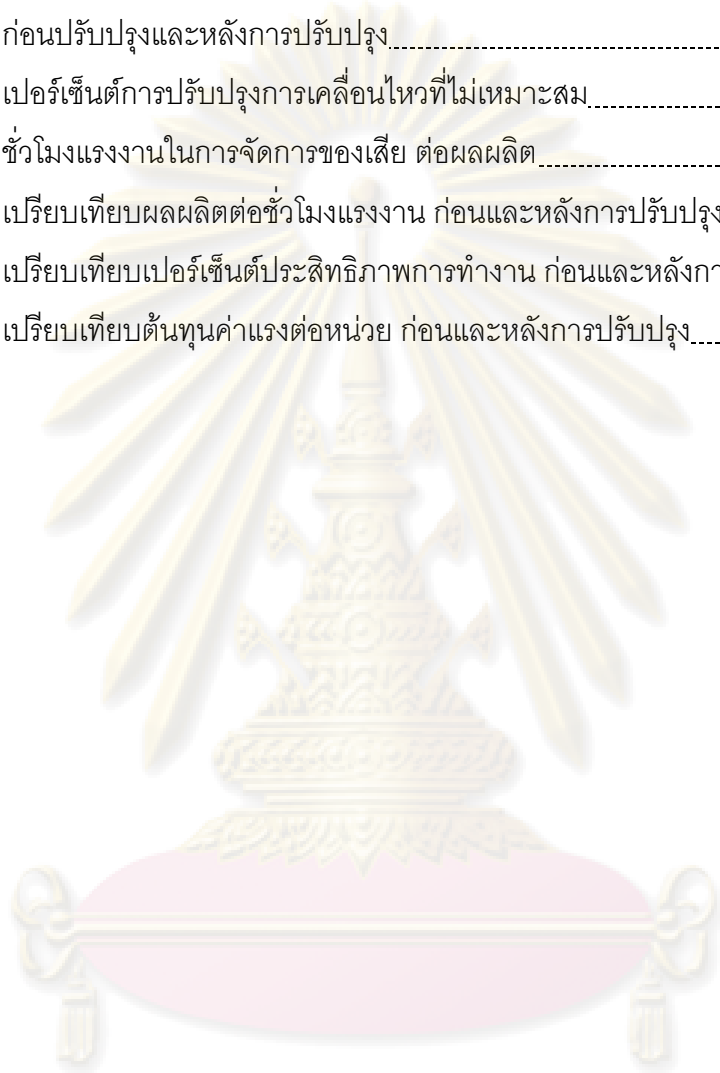 ก่อนปรับปรุงและหลังการปรับปรุง
เปอร์เซ็นต์การปรับปรุงการเคลื่อนไหวที่ไม่เหมาะสม
ชั่วโมงแรงงานในการจัดการของเสีย ต่อผลผลิต
เปรียบเทียบผลผลิตต่อชั่วโมงแรงงาน ก่อนและหลังการปรับปรุง
เปรียบเทียบเปอร์เซ็นต์ประสิทธิภาพการทำงาน ก่อนและหลังกา
เปรียบเทียบต้นทุนค่าแรงต่อหน่วย ก่อนและหลังการปรับปรุง